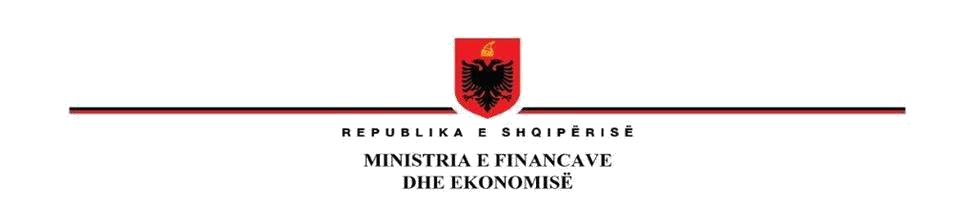 REPUBLIKA E SHQIPËRISË
MINISTRIA E FINANCAVE
DHE EKONOMISË